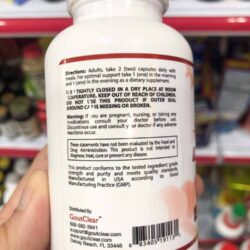 Directions: Adults, take 2 (two) capsules daily with
meals. For optimal support take 1 (one) in the morning
and 1 (one) in the evening as a dietary supplement.
TIGHTLY CLOSED IN A DRY PLACE AT ROOM
KEEP OUT OF REACH OF CHILDREN.
DO NOT USE THIS PRODUCT IF OUTER SEAL
AROUND CAP IS MISSING OR BROKEN.
Warning: If you are pregnant, nursing, or taking any
medications consult your doctor before use.
Discontinue use and consult your doctor if any adverse
reactions occur.
These statements have not been evaluated by the Food and
Drug Administration. This product is not intended to
diagnose, treat, cure or prevent any disease.
This product conforms to the tested ingredient grade
strength and purity and meets quality standards.
Manufactured in USA according to Good
Manufacturing Practice (GMP).
Distributed By:
GoutClear™
888-592-3941
support@goutclear.com
www.goutclear.com
Delray Beach, FL 33446